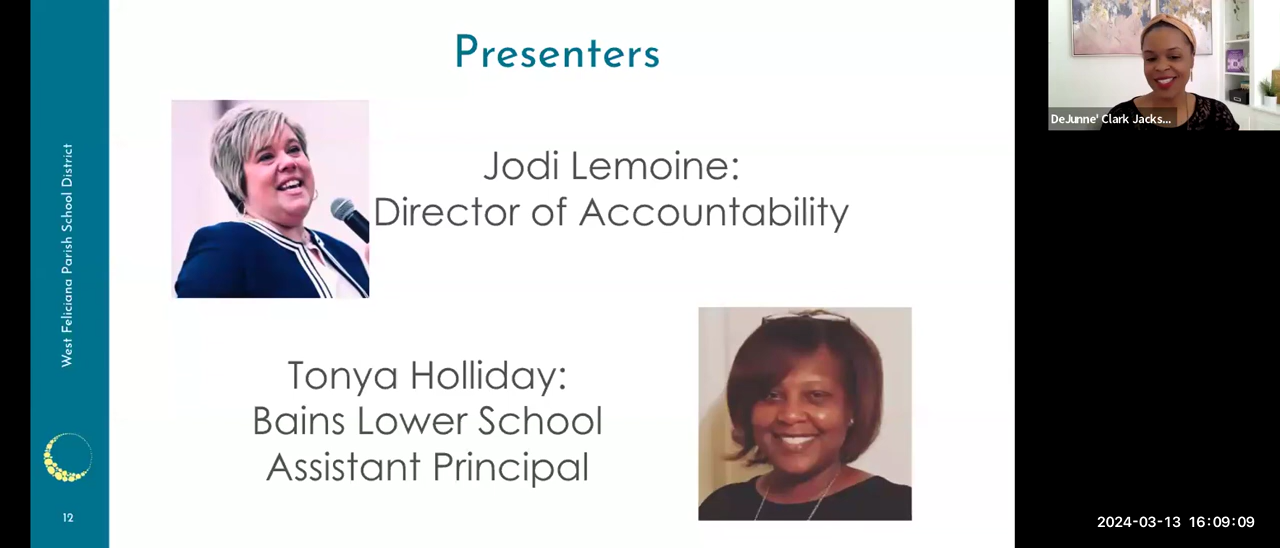 Presenters
Jodi Lemoine:
Director of Accountability
Tonya Holliday:
Bains Lower School
Assistant Principal
West Feliciana Parish School District
12
DeJunne' Clark Jacks...
2024-03-13 16:09:09